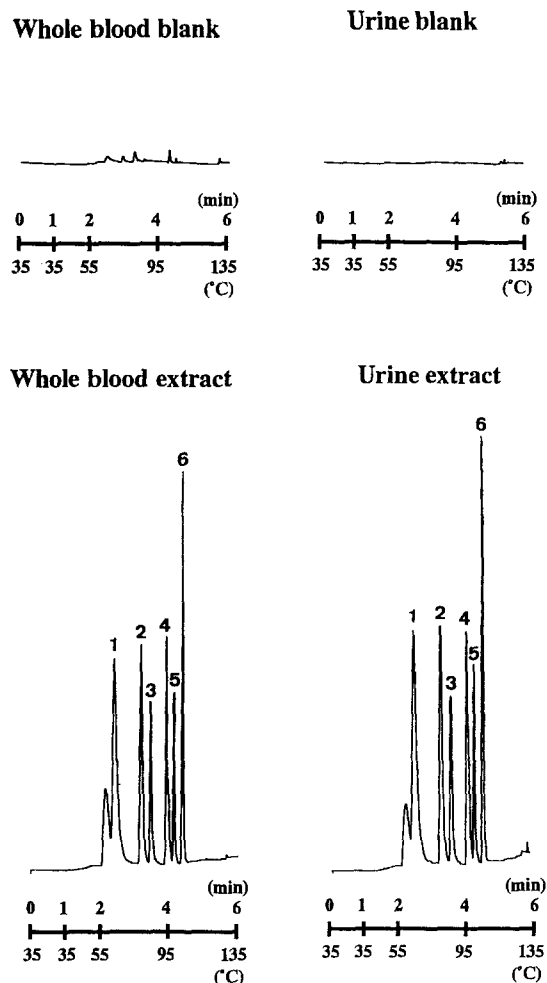 Whole blood blank
Urine blank
(min)
0 1 2 4 6
35 35 55 95 135
(°C)
(min)
0 1 2 4 6
35 35 55 95 135
(°C)
Whole blood extract
1 2 3 4 5 6
(min)
0 1 2 4 6
35 35 55 95 135
(°C)
Urine extract
1 2 3 4 5 6
(min)
0 1 2 4 6
35 35 55 95 135
(°C)